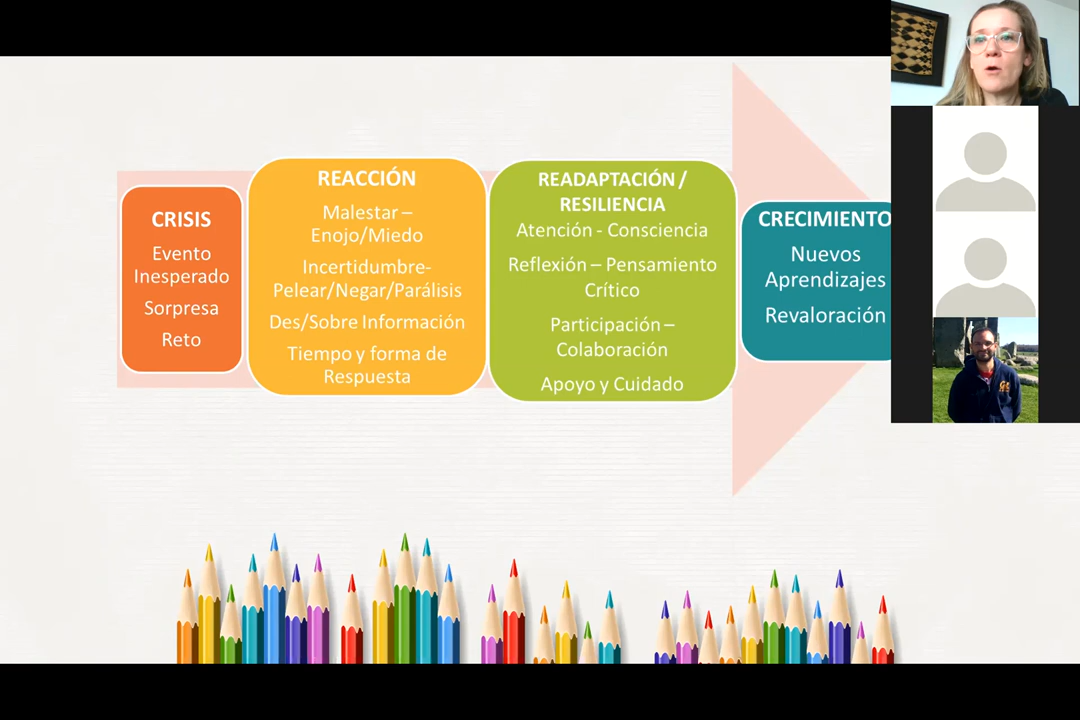 CRISIS
Evento
Inesperado
Sorpresa
Reto
REACCIÓN
Malestar –
Enojo/Miedo
Incertidumbre-
Pelear/Negar/Parálisis
Des/Sobre Información
Tiempo y forma de
Respuesta
READAPTACIÓN /
RESILIENCIA
Atención - Consciencia
Reflexión – Pensamiento
Crítico
Participación –
Colaboración
Apoyo y Cuidado
CRECIMIENTO
Nuevos
Aprendizajes
Revaloración